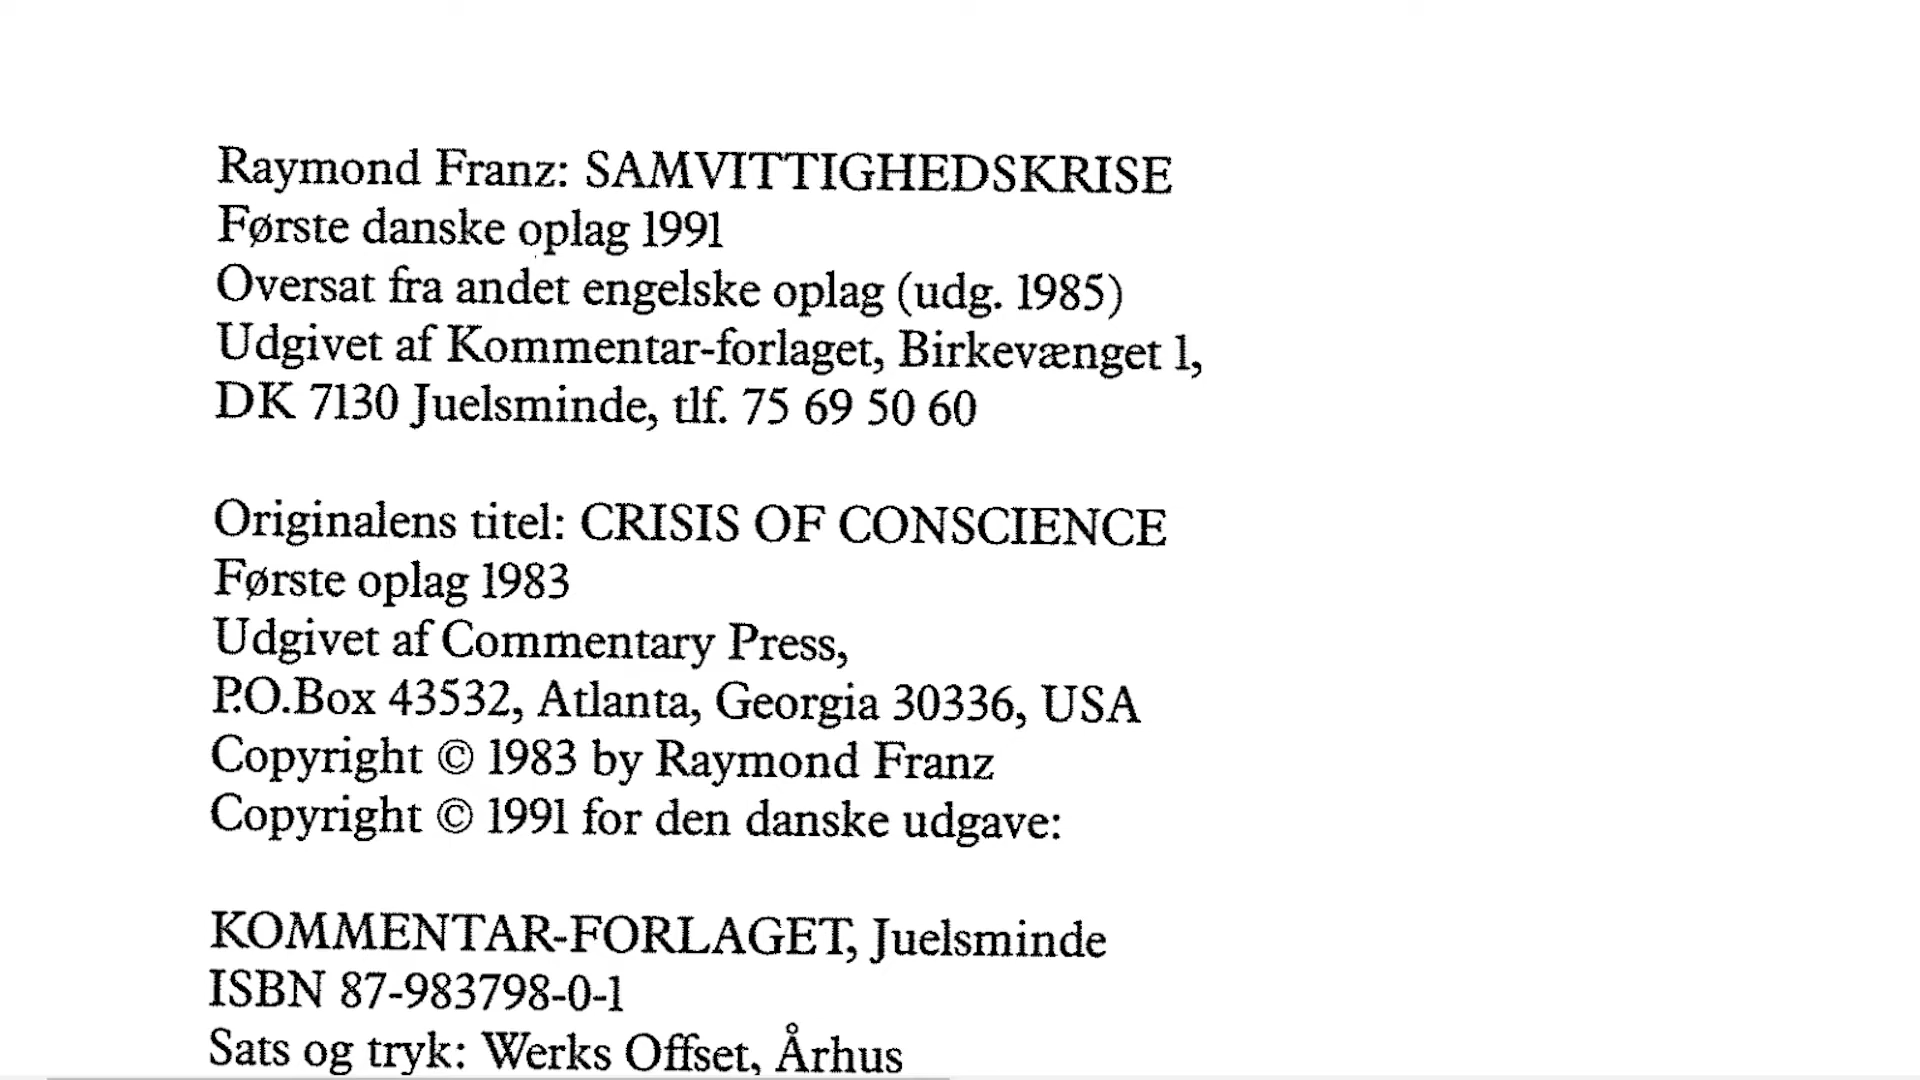 Raymond Franz: SAMVITTIGHEDSKRISE
Første danske oplag 1991
Oversat fra andet engelske oplag (udg. 1985)
Udgivet af Kommentar-forlaget, Birkevænget 1,
DK 7130 Juelsminde, tlf. 75 69 50 60
Originalens titel: CRISIS OF CONSCIENCE
Første oplag 1983
Udgivet af Commentary Press,
P.O.Box 43532, Atlanta, Georgia 30336, USA
Copyright © 1983 by Raymond Franz
Copyright © 1991 for den danske udgave:
KOMMENTAR-FORLAGET, Juelsminde
ISBN 87-983798-0-1
Sats og tryk: Werks Offset, Århus